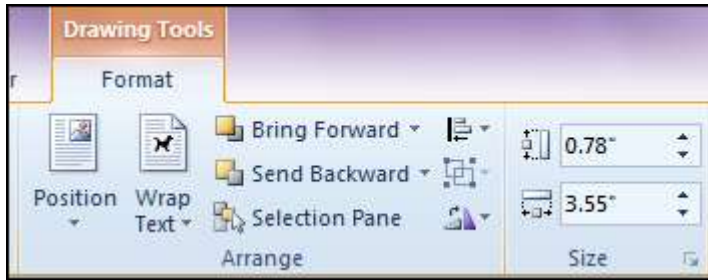 Drawing Tools
r
Format
Bring Forward
0.78"
Send Backward
Position
Wrap
Text
3.55"
Selection Pane
Arrange
Size